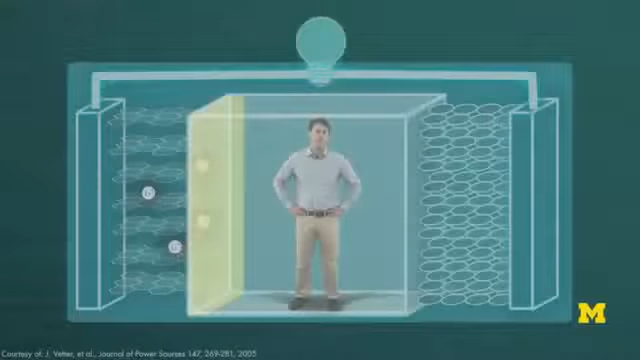 M
Courtesy of: J. Vetter, et al., Journal of Power Sources 147, 269-281, 2005